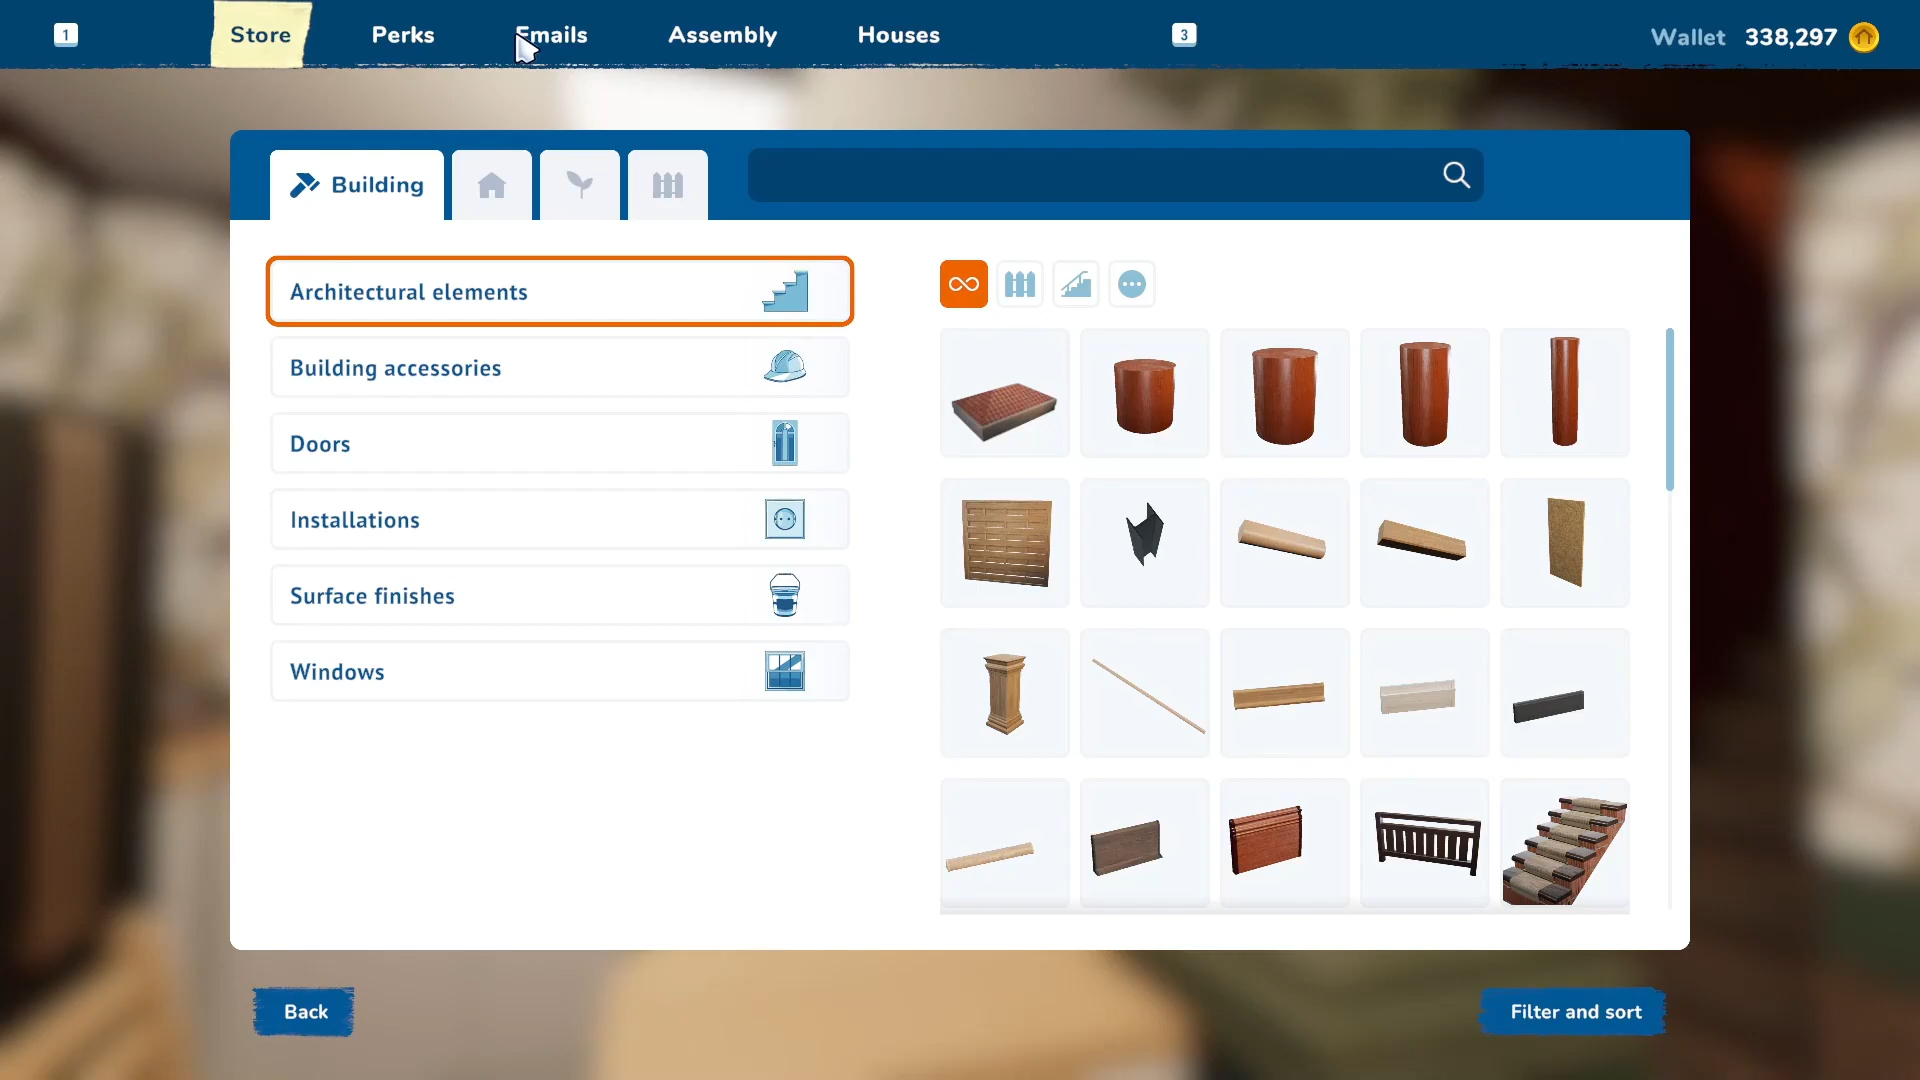 1
Store
Perks
Emails
Assembly
Houses
3
Wallet 338,297
Building
Architectural elements
Building accessories
Doors
Installations
Surface finishes
Windows
Back
Filter and sort